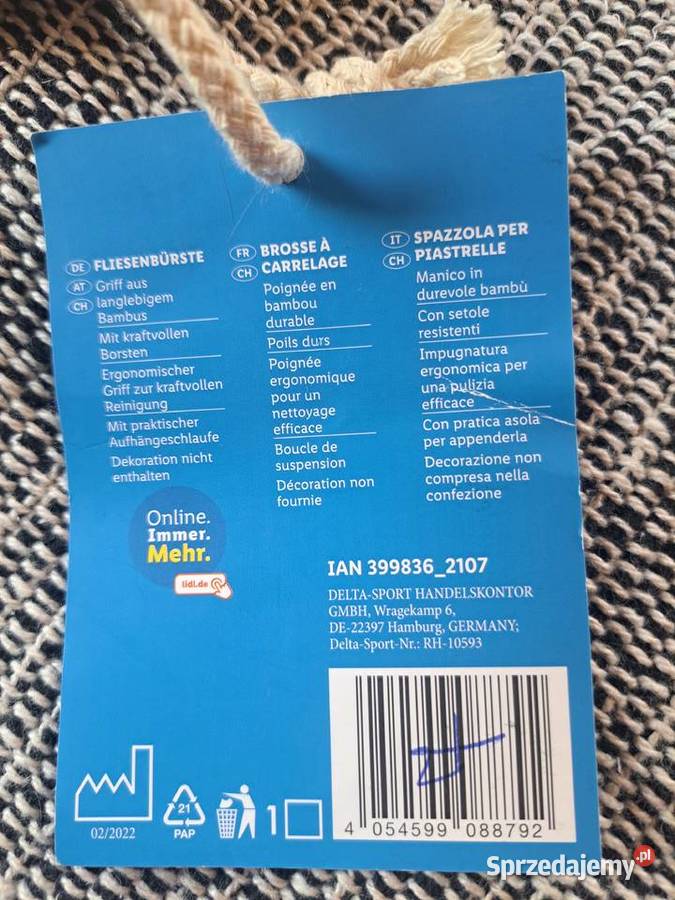 DE FLIESENBÜRSTE
AT Griff aus
CH langlebigem
Bambus
Mit kraftvollen
Borsten
Ergonomischer
Griff zur kraftvollen
Reinigung
Mit praktischer
Aufhängeschlaufe
Dekoration nicht
enthalten
FR BROSSE À
CH CARRELAGE
Poignée en
bambou
durable
Poils durs
Poignée
ergonomique
pour un
nettoyage
efficace
Boucle de
suspension
Décoration non
fournie
IT SPAZZOLA PER
CH PIASTRELLE
Manico in
durevole bambù
Con setole
resistenti
Impugnatura
ergonomica per
una pulizia
efficace
Con pratica asola
per appenderla
Decorazione non
compresa nella
confezione
Online.
Immer.
Mehr.
lidl.de
IAN 399836_2107
DELTA-SPORT HANDELSKONTOR
GMBH, Wragekamp 6,
DE-22397 Hamburg, GERMANY;
Delta-Sport-Nr.: RH-10593
02/2022
21
PAP
1
4 054599 088792
Sprzedajemy.pl